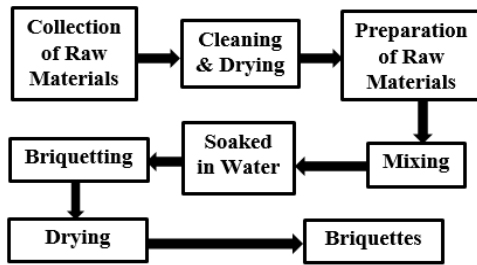 Collection
of Raw
Materials
Cleaning
& Drying
Preparation
of Raw
Materials
Mixing
Soaked
in Water
Briquetting
Drying
Briquettes